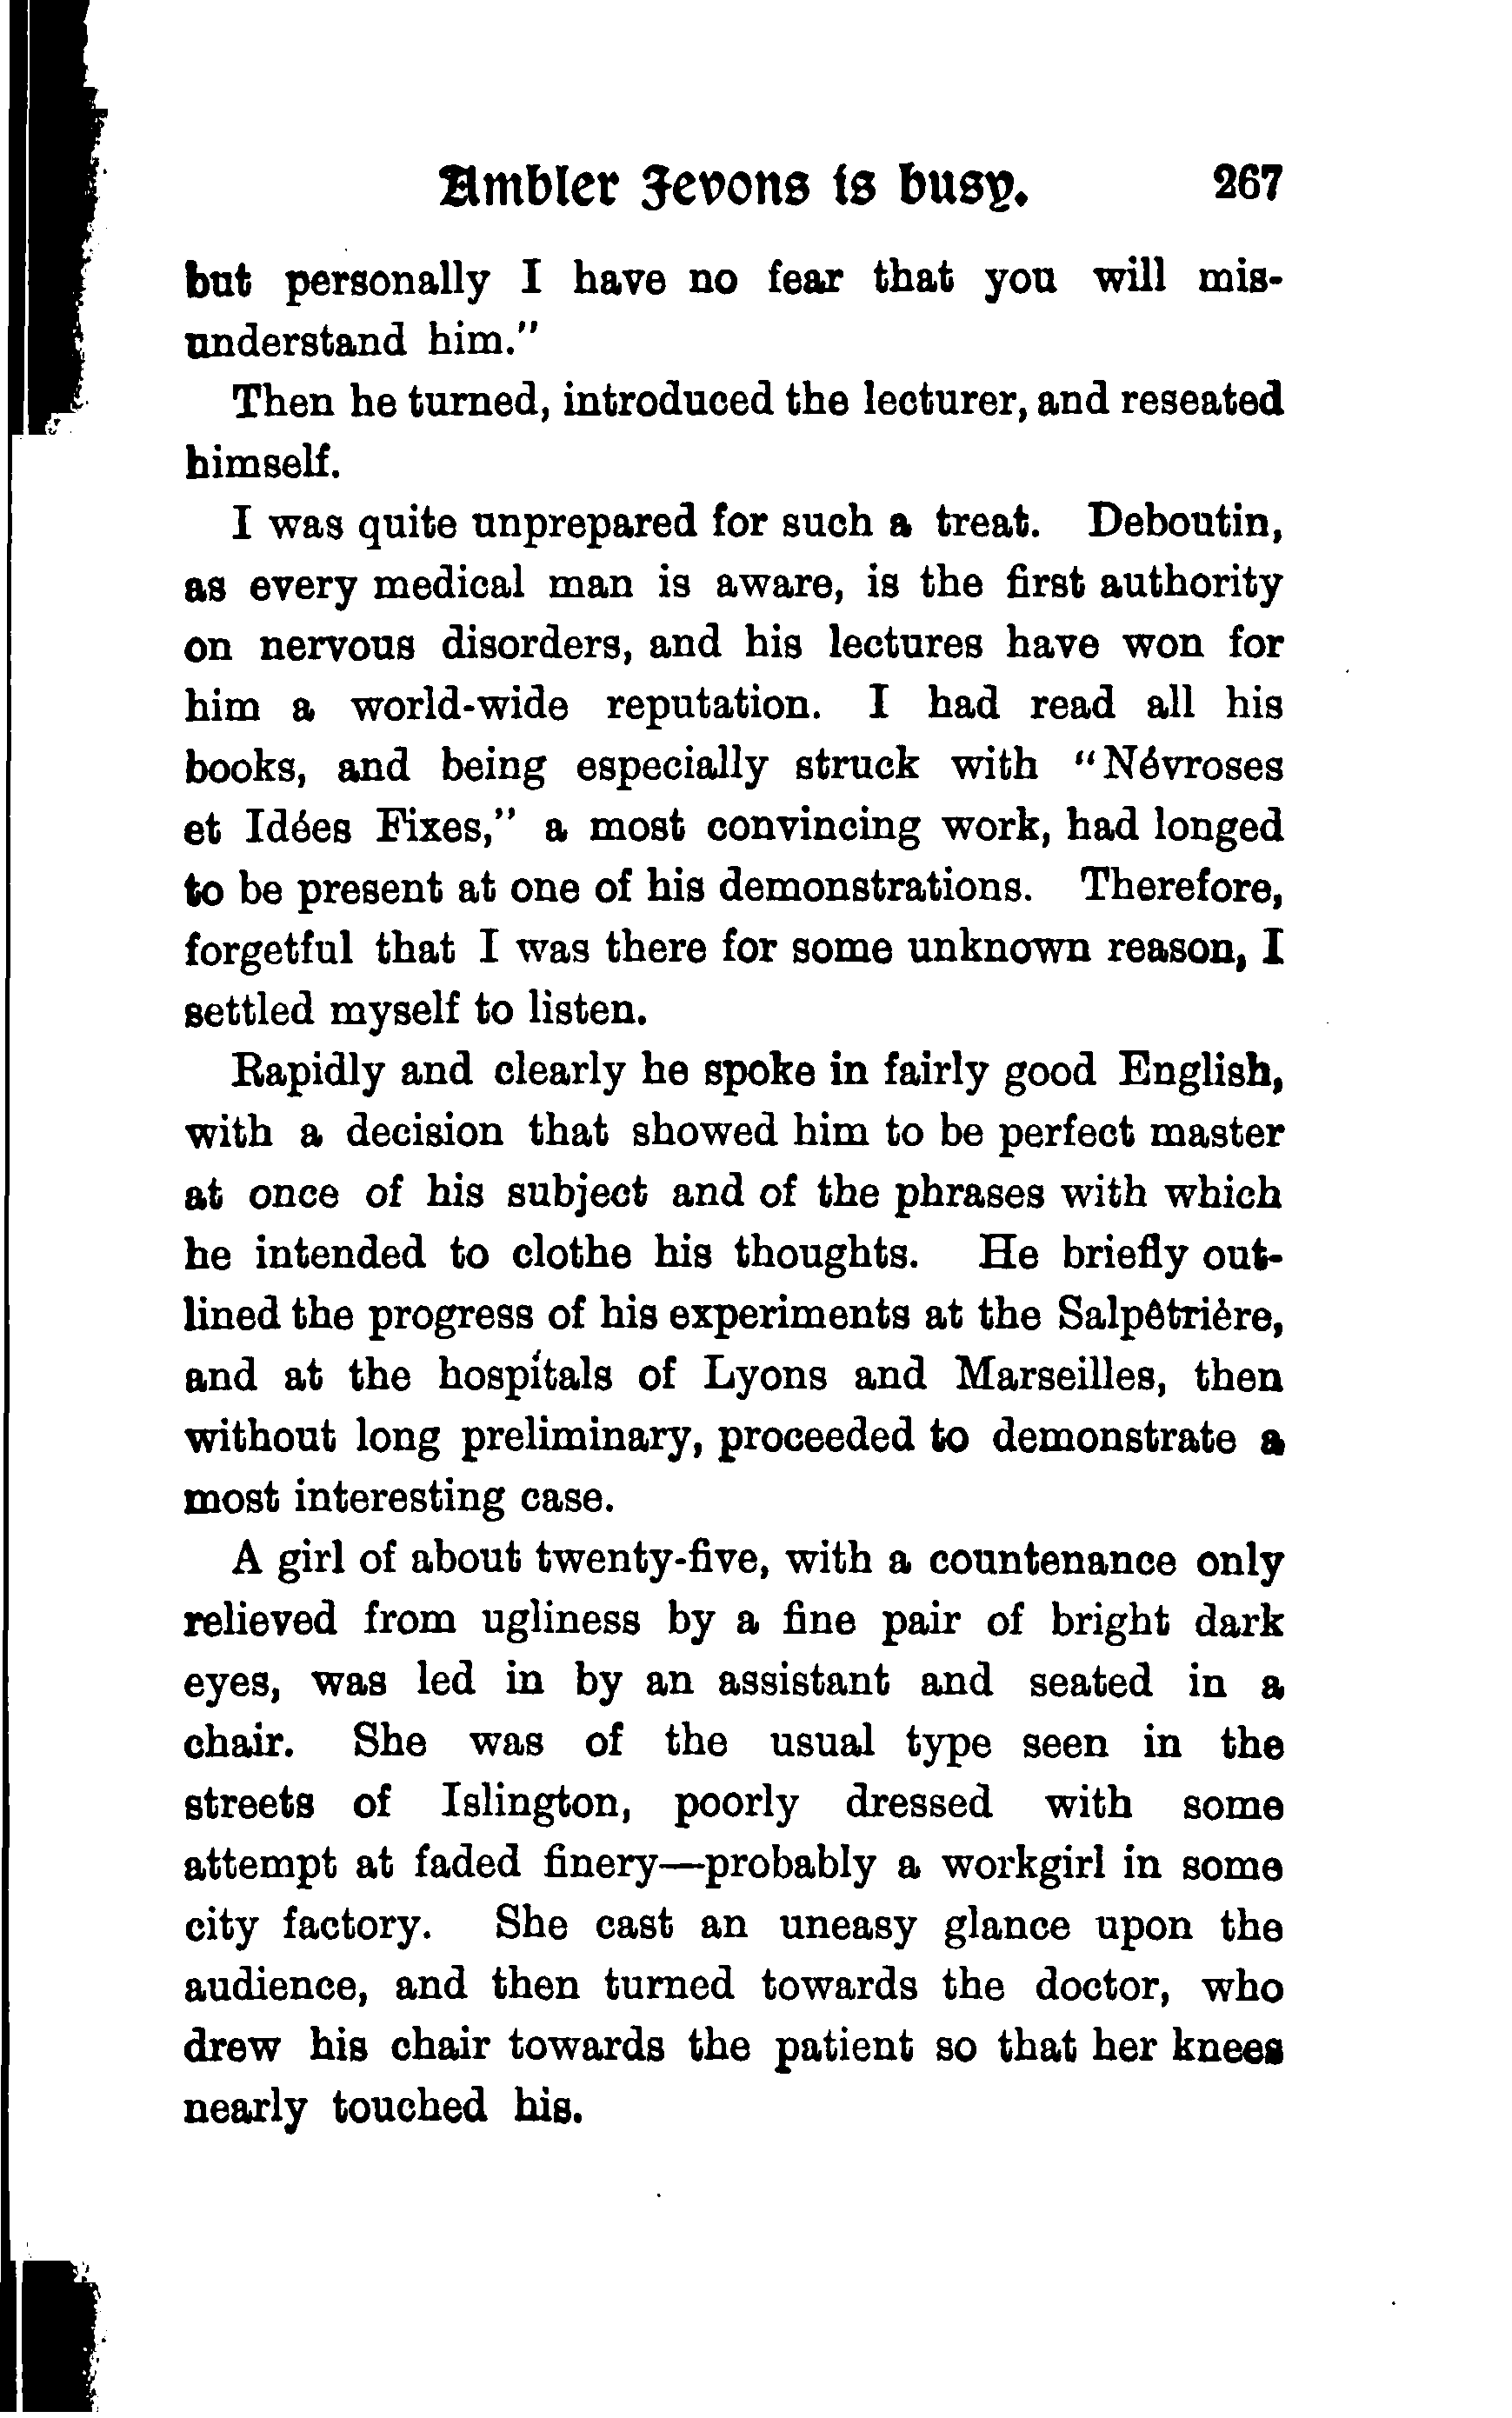 Ambler Jevons is busy. 267
but personally I have no fear that you will mis-
understand him."
Then he turned, introduced the lecturer, and reseated
himself.
I was quite unprepared for such a treat. Deboutin,
as every medical man is aware, is the first authority
on nervous disorders, and his lectures have won for
him a world-wide reputation. I had read all his
books, and being especially struck with "Névroses
et Idées Fixes," a most convincing work, had longed
to be present at one of his demonstrations. Therefore,
forgetful that I was there for some unknown reason, I
settled myself to listen.
Rapidly and clearly he spoke in fairly good English,
with a decision that showed him to be perfect master
at once of his subject and of the phrases with which
he intended to clothe his thoughts. He briefly out-
lined the progress of his experiments at the Salpêtrière,
and at the hospitals of Lyons and Marseilles, then
without long preliminary, proceeded to demonstrate a
most interesting case.
A girl of about twenty-five, with a countenance only
relieved from ugliness by a fine pair of bright dark
eyes, was led in by an assistant and seated in a
chair. She was of the usual type seen in the
streets of Islington, poorly dressed with some
attempt at faded finery—probably a workgirl in some
city factory. She cast an uneasy glance upon the
audience, and then turned towards the doctor, who
drew his chair towards the patient so that her knees
nearly touched his.